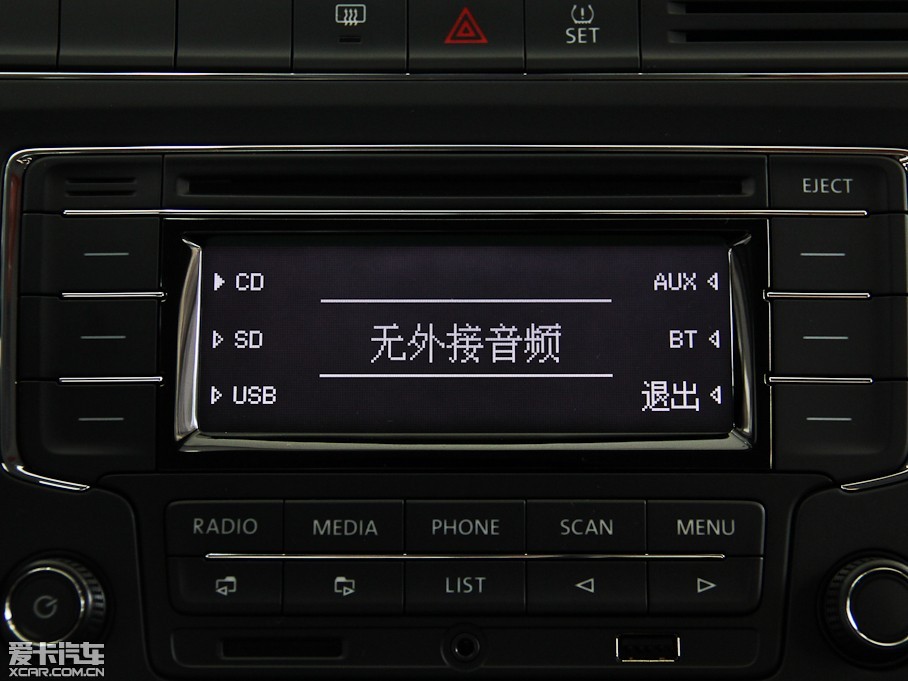 SET
EJECT
CD
AUX
SD
无外接音频
BT
USB
退出
RADIO
MEDIA
PHONE
SCAN
MENU
LIST
爱卡汽车
XCAR.COM.CN